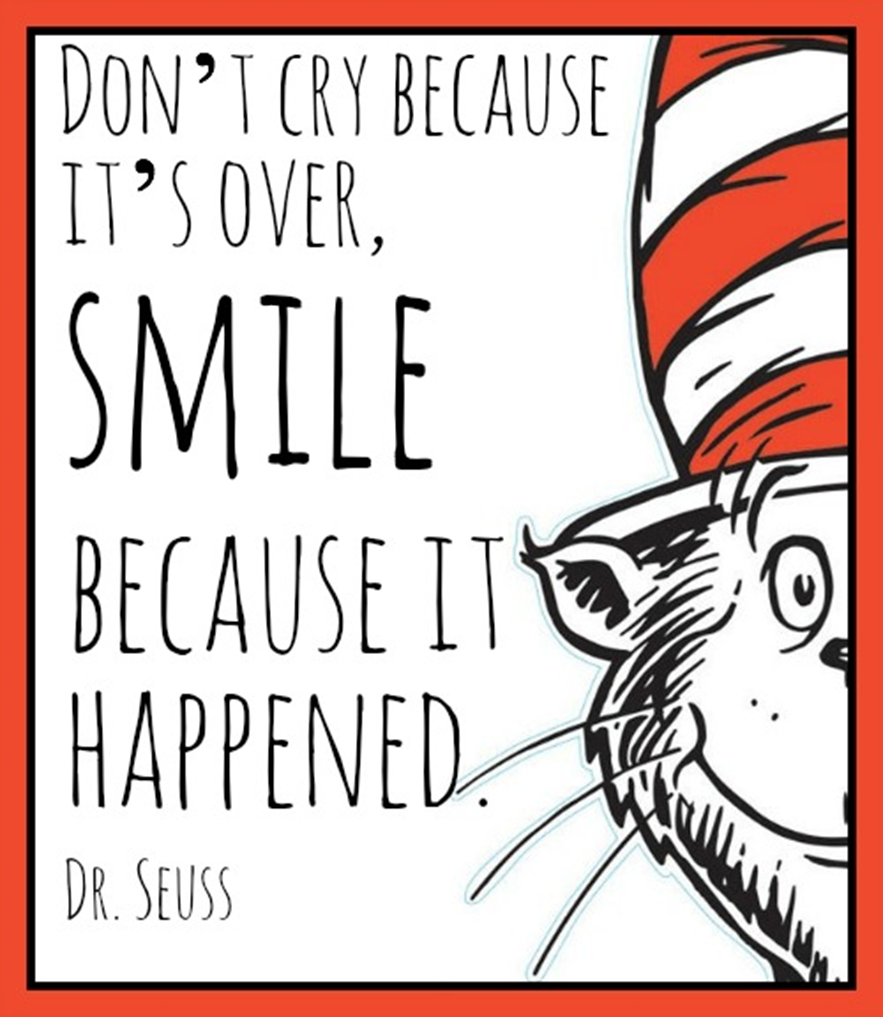 DON'T CRY BECAUSE
IT'S OVER,
SMILE
BECAUSE IT
HAPPENED.
DR. SEUSS